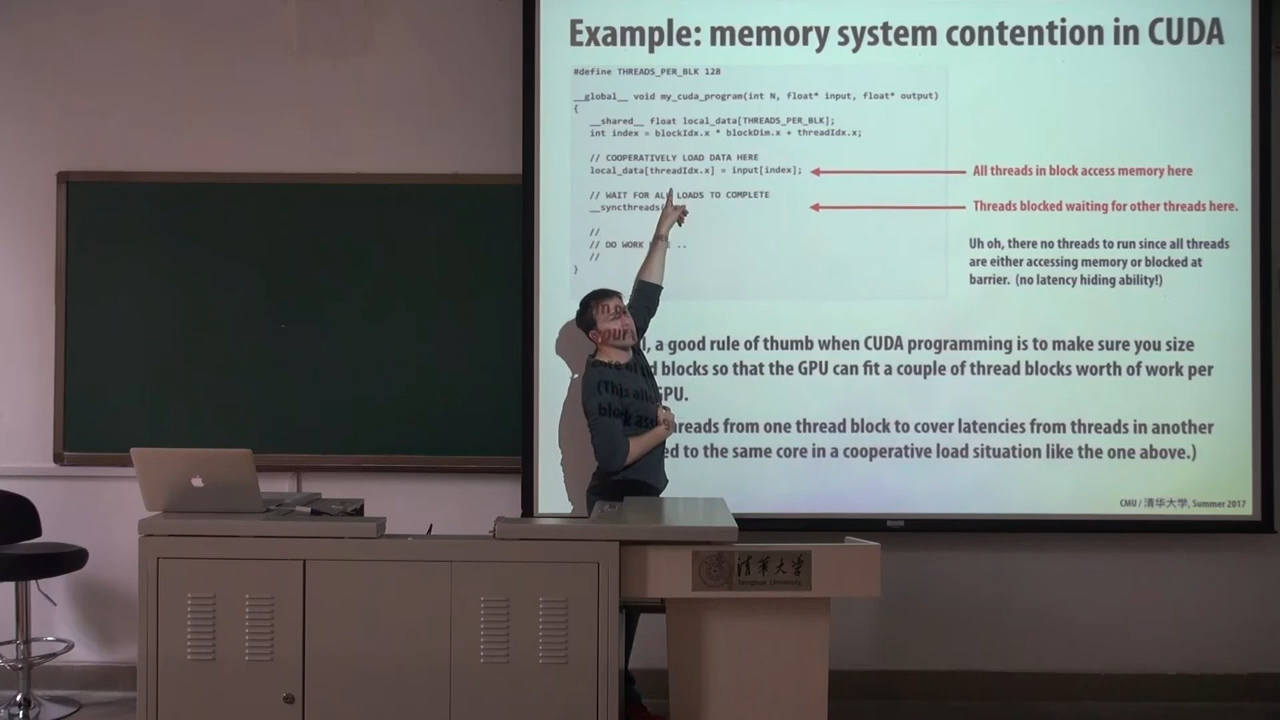 Example: memory system contention in CUDA
#define THREADS_PER_BLK 128
__global__ void my_cuda_program(int N, float* input, float* output)
{
__shared__ float local_data[THREADS_PER_BLK];
int index = blockIdx.x * blockDim.x + threadIdx.x;
// COOPERATIVELY LOAD DATA HERE
local_data[threadIdx.x] = input[index];
All threads in block access memory here
// WAIT FOR ALL LOADS TO COMPLETE
__syncthreads(
Threads blocked waiting for other threads here.
//
// DO WORK ..
//
}
Uh oh, there no threads to run since all threads
are either accessing memory or blocked at
barrier. (no latency hiding ability!)
, a good rule of thumb when CUDA programming is to make sure you size
blocks so that the GPU can fit a couple of thread blocks worth of work per
GPU.
(This threads from one thread block to cover latencies from threads in another
block to the same core in a cooperative load situation like the one above.)
CMU / 清华大学, Summer 2017
清华大学
Tsinghua University